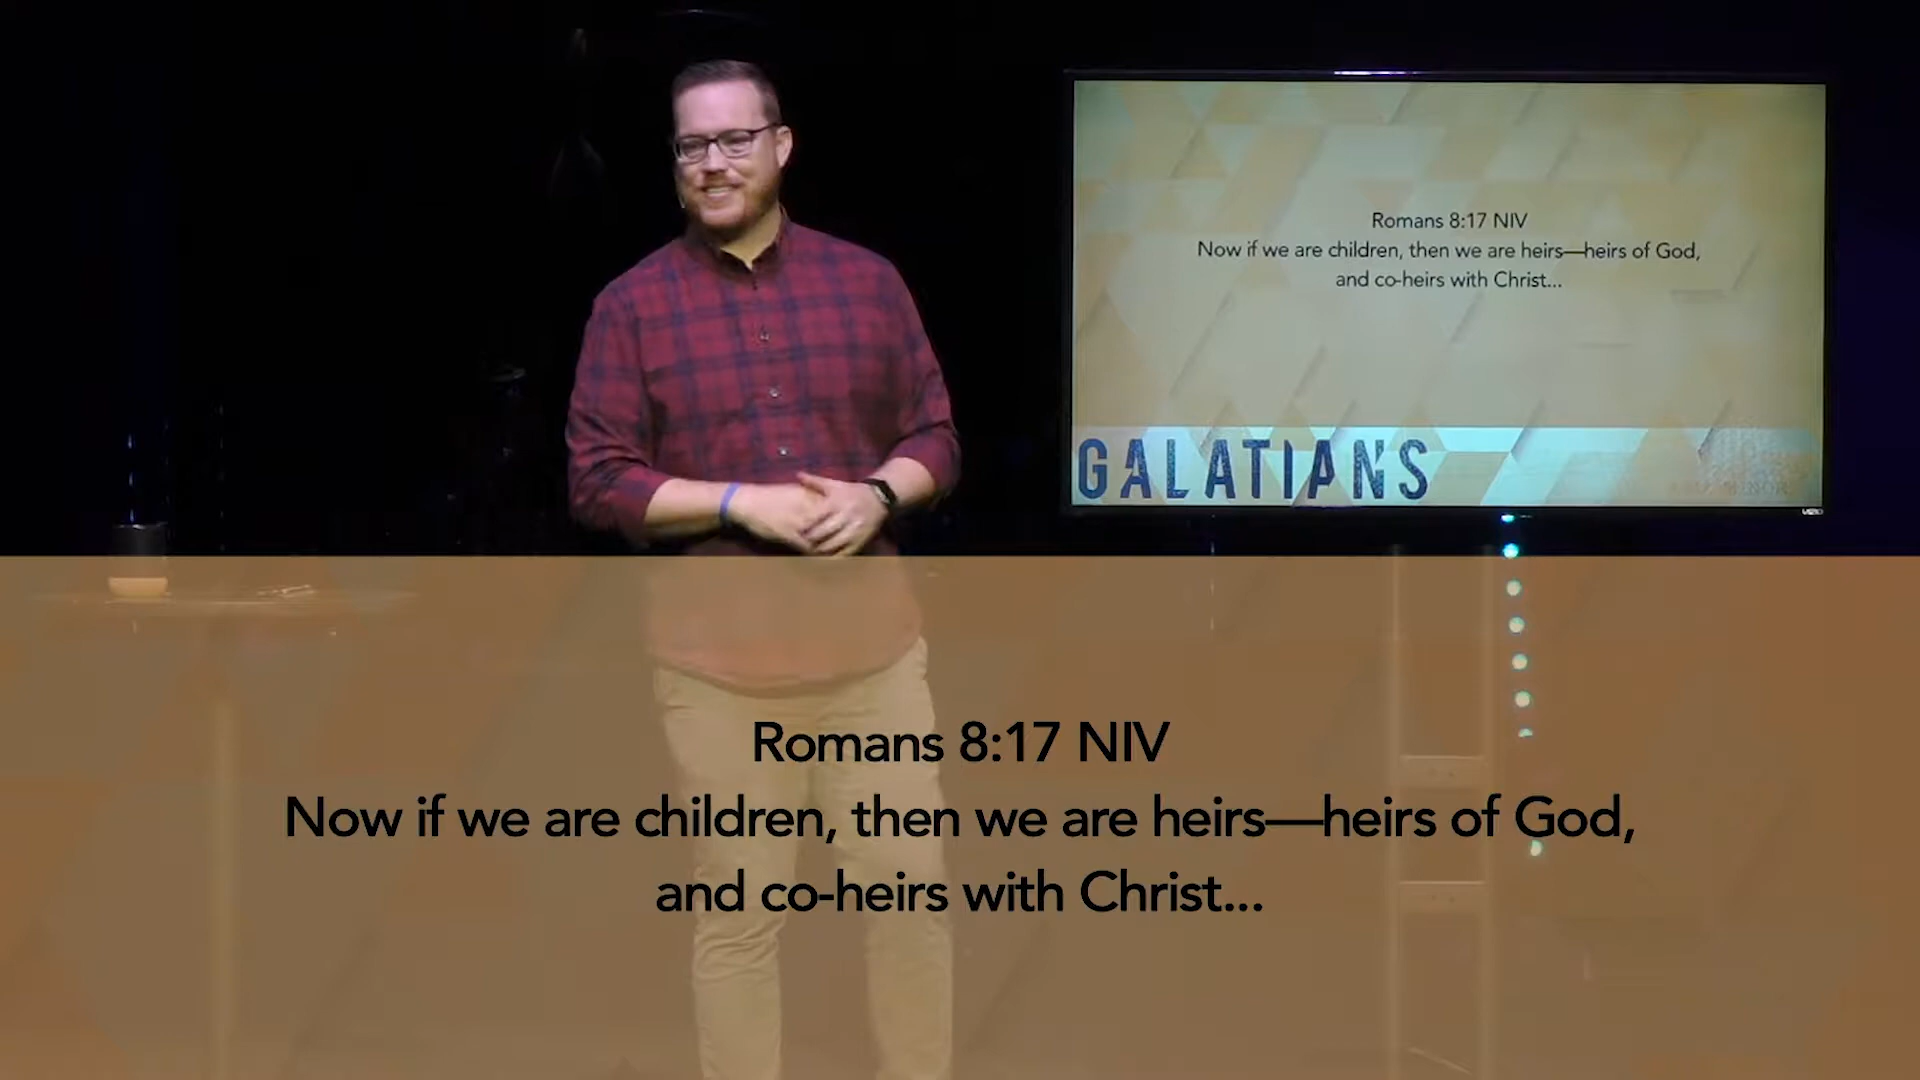 Romans 8:17 NIV
Now if we are children, then we are heirs—heirs of God,
and co-heirs with Christ...
GALATIANS
VIZIO
Romans 8:17 NIV
Now if we are children, then we are heirs—heirs of God,
and co-heirs with Christ...